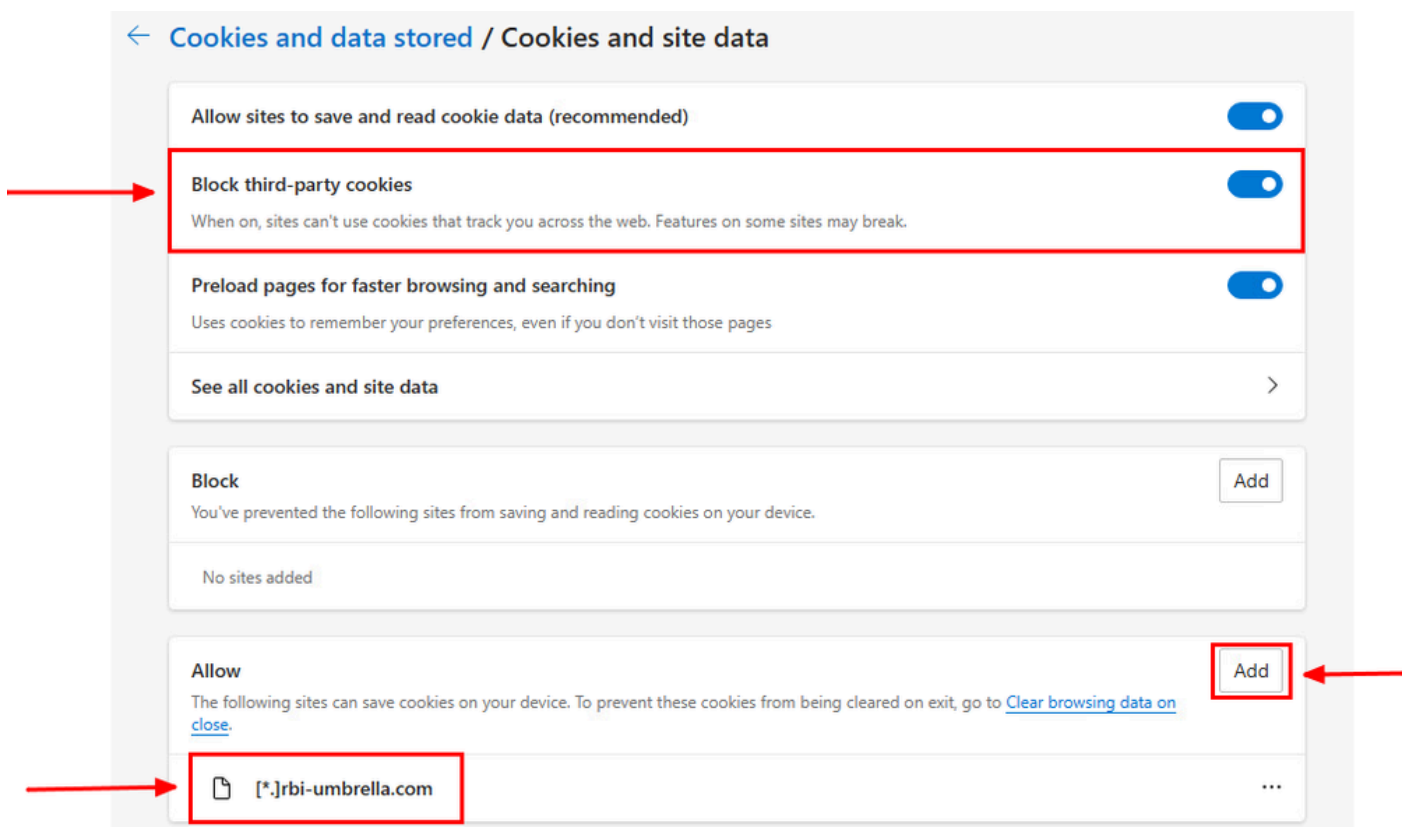 Cookies and data stored / Cookies and site data
Allow sites to save and read cookie data (recommended)
Block third-party cookies
When on, sites can't use cookies that track you across the web. Features on some sites may break.
Preload pages for faster browsing and searching
Uses cookies to remember your preferences, even if you don't visit those pages
See all cookies and site data
Block
Add
You've prevented the following sites from saving and reading cookies on your device.
No sites added
Allow
Add
The following sites can save cookies on your device. To prevent these cookies from being cleared on exit, go to Clear browsing data on
close.
[*.]rbi-umbrella.com